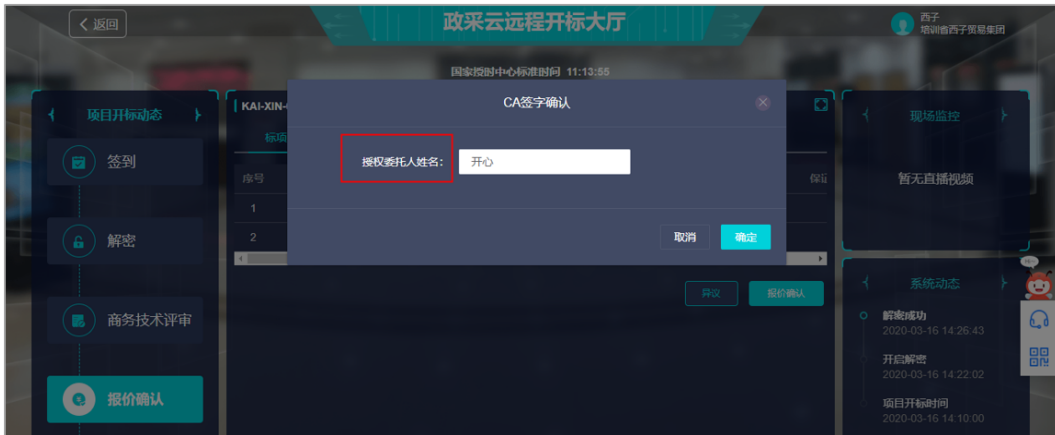 返回
政采云远程开标大厅
西子
培训省西子贸易集团
国家授时中心标准时间 11:13:55
项目开标动态
签到
解密
商务技术评审
报价确认
KAI-XIN-
标项
序号
1
2
CA签字确认
授权委托人姓名：
开心
取消
确定
异议
报价确认
现场监控
暂无直播视频
系统动态
解密成功
2020-03-16 14:26:43
开启解密
2020-03-16 14:22:02
项目开标时间
2020-03-16 14:10:00